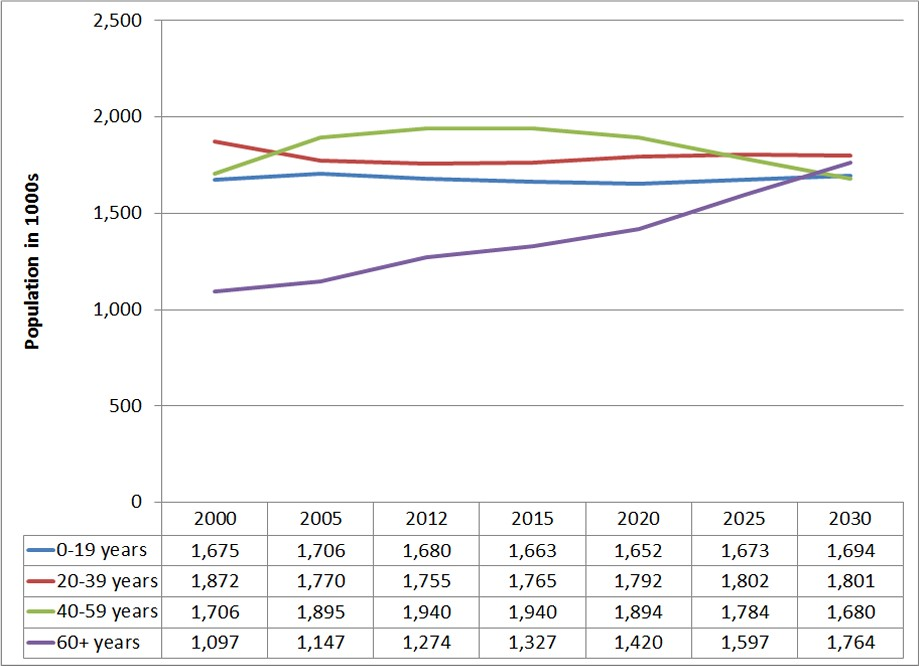 Population in 1000s
2,500
2,000
1,500
1,000
500
0
2000 2005 2012 2015 2020 2025 2030
0-19 years 1,675 1,706 1,680 1,663 1,652 1,673 1,694
20-39 years 1,872 1,770 1,755 1,765 1,792 1,802 1,801
40-59 years 1,706 1,895 1,940 1,940 1,894 1,784 1,680
60+ years 1,097 1,147 1,274 1,327 1,420 1,597 1,764